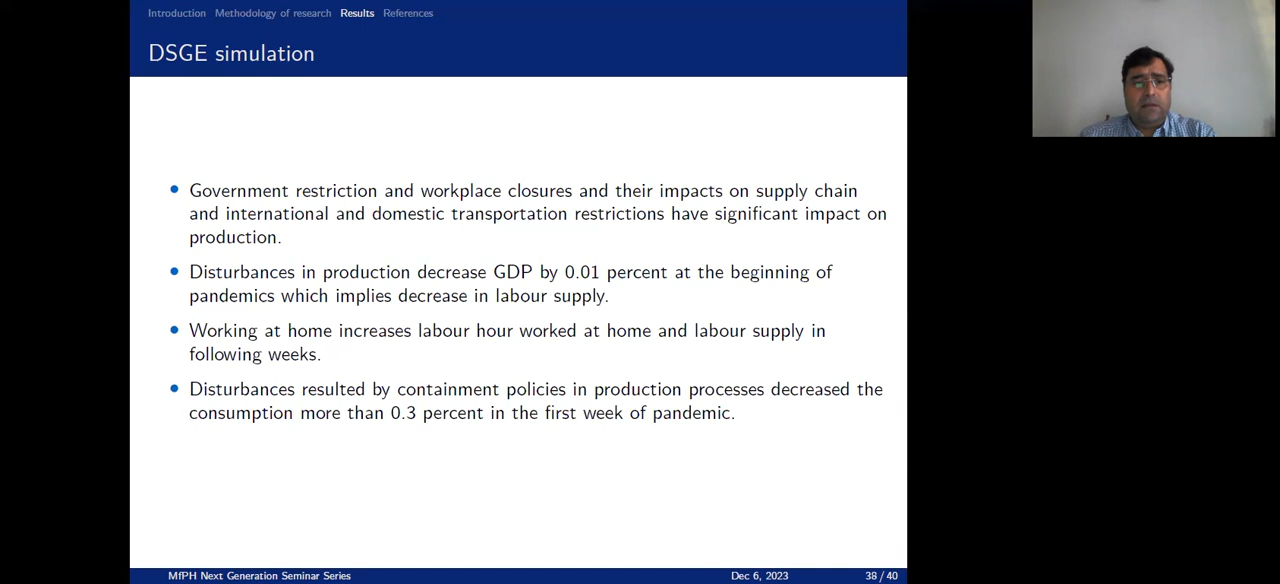 Introduction Methodology of research Results References
DSGE simulation
Government restriction and workplace closures and their impacts on supply chain
and international and domestic transportation restrictions have significant impact on
production.
Disturbances in production decrease GDP by 0.01 percent at the beginning of
pandemics which implies decrease in labour supply.
Working at home increases labour hour worked at home and labour supply in
following weeks.
Disturbances resulted by containment policies in production processes decreased the
consumption more than 0.3 percent in the first week of pandemic.
MfPH Next Generation Seminar Series Dec 6, 2023 38 / 40